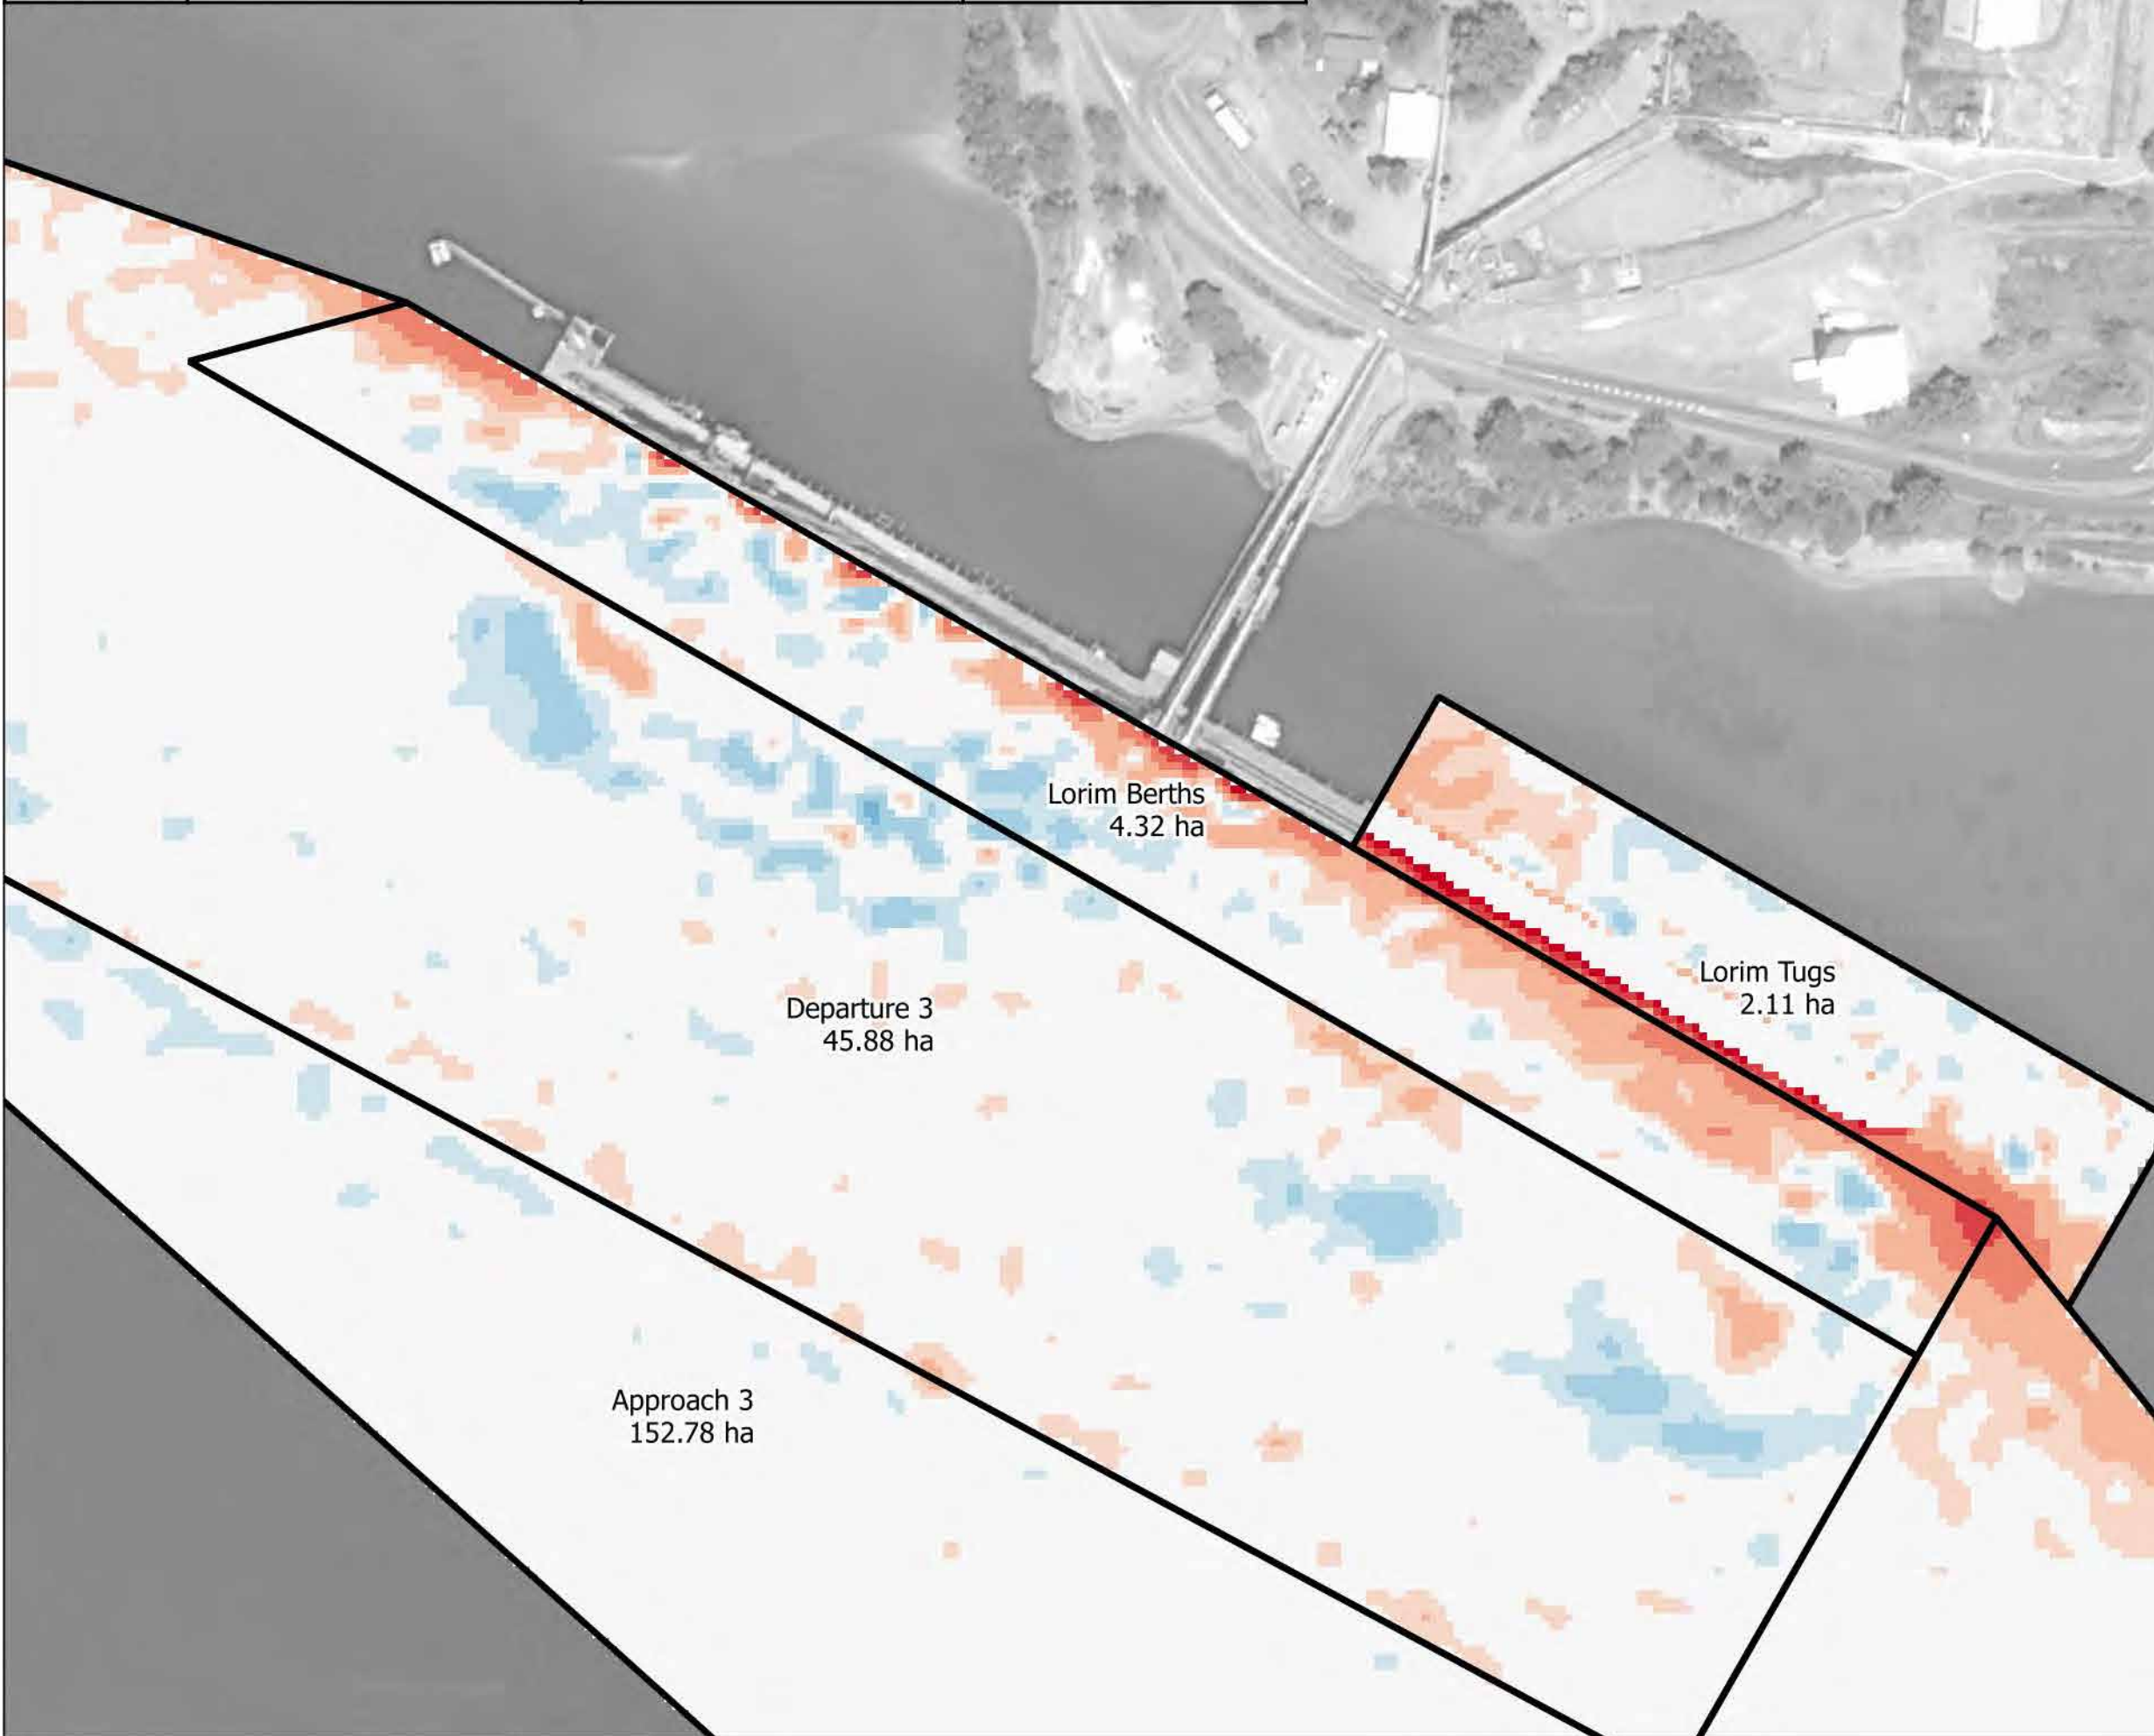 Lorim Berths
4.32 ha
Lorim Tugs
2.11 ha
Departure 3
45.88 ha
Approach 3
152.78 ha